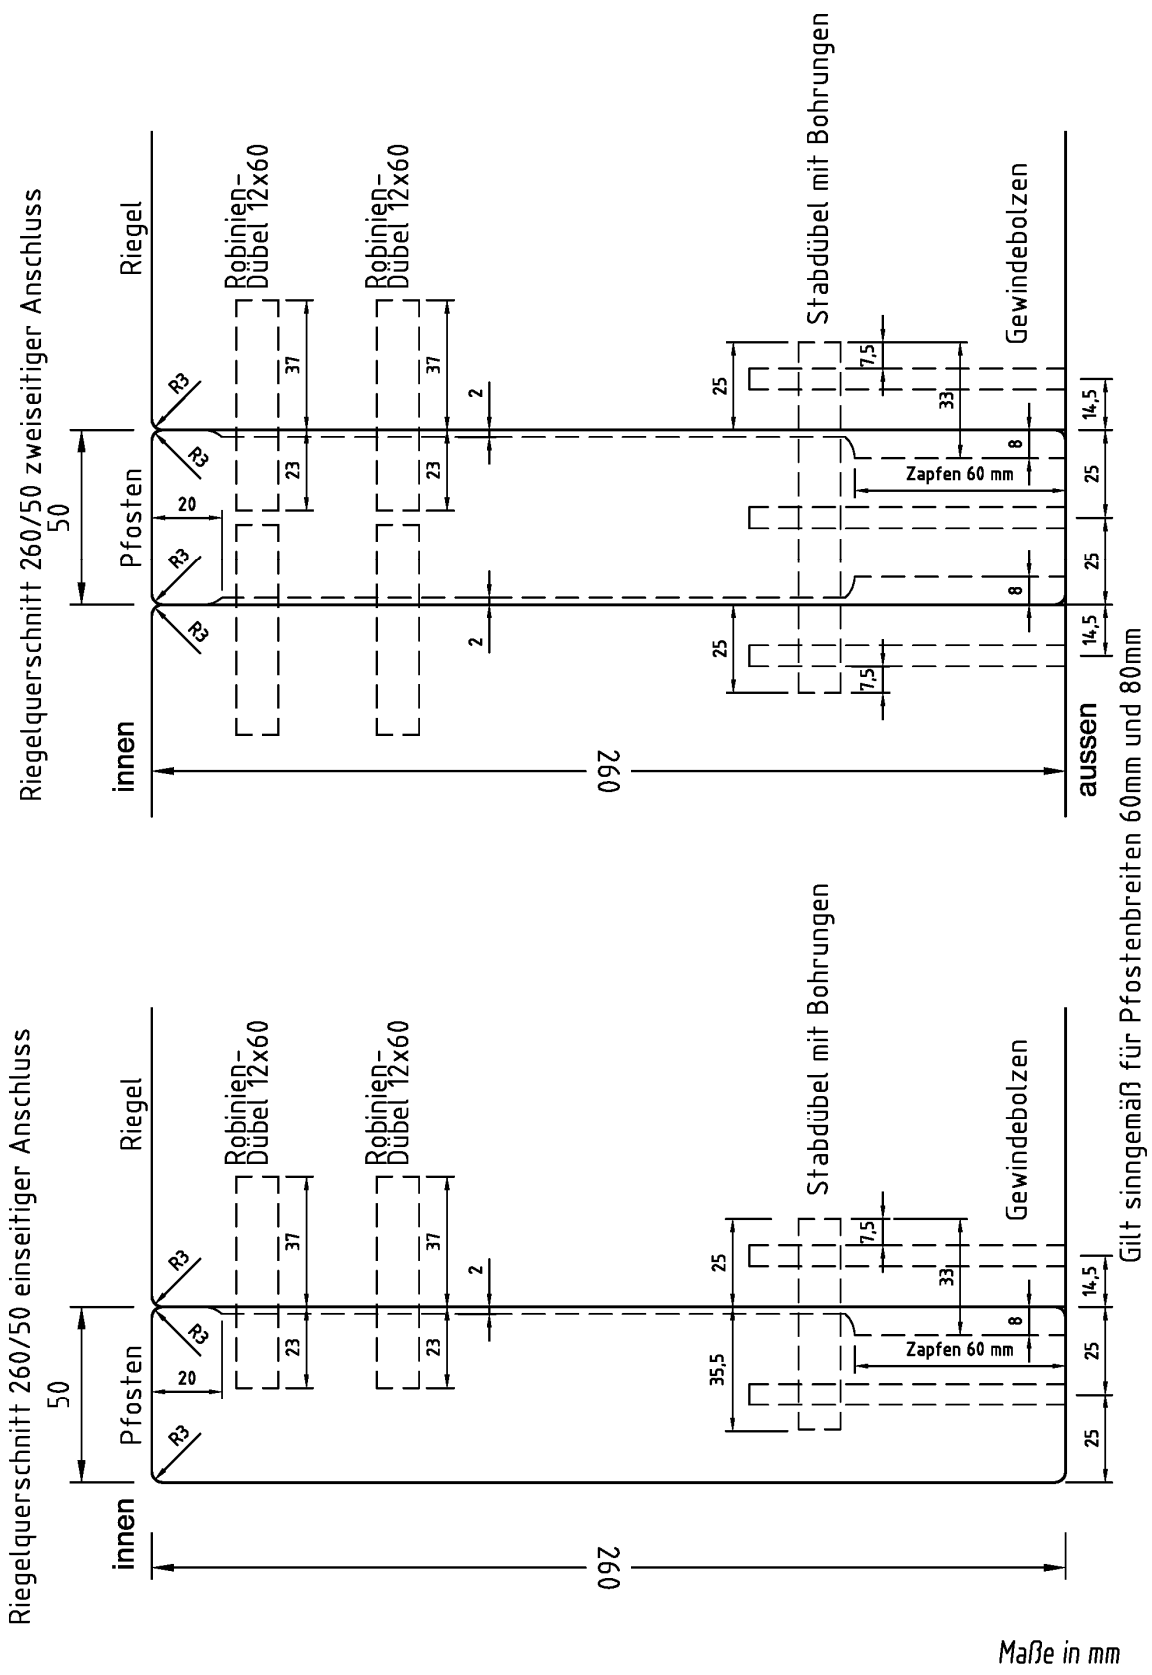 Riegelquerschnitt 260/50 einseitiger Anschluss
50
innen
Pfosten
Riegel
R3
R3
R3
20
Robinien-
Dübel 12x60
37
23
Robinien-
Dübel 12x60
37
23
2
260
25
35,5
Stabdübel mit Bohrungen
7,5
33
Zapfen 60 mm
8
Gewindebolzen
25
25
14,5
Riegelquerschnitt 260/50 zweiseitiger Anschluss
50
innen
Pfosten
Riegel
R3
R3
R3
R3
20
Robinien-
Dübel 12x60
37
23
Robinien-
Dübel 12x60
37
23
2
2
260
25
25
Stabdübel mit Bohrungen
7,5
7,5
33
Zapfen 60 mm
8
8
Gewindebolzen
aussen
14,5
25
25
14,5
Gilt sinngemäß für Pfostenbreiten 60mm und 80mm
Maße in mm